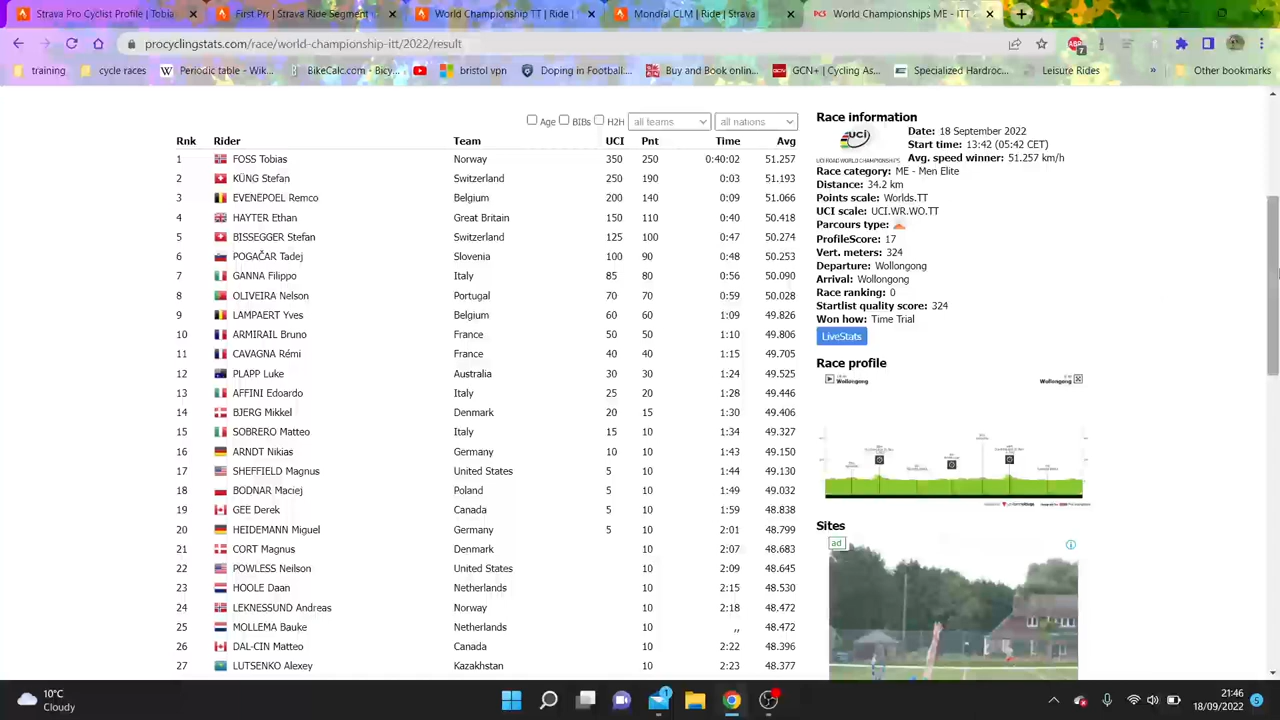 Strava Pro Cyclist Profile | Tobia
Foss | Strava Ride Segment
World Championship TT | Ride |
Mondial CLM | Ride | Strava
PCS World Championships ME - ITT
procyclingstats.com/race/world-championship-itt/2022/result
training
cycle races
Periodic table - Wi...
BikeCalc.com - Bicy...
bristol vpn
Doping in Football...
Buy and Book onlin...
GCN+ | Cycling As...
Specialized Hardroc...
Leisure Rides
»
Other bookmarks
Age BIBs H2H all teams all nations
Rnk Rider Team UCI Pnt Time Avg
1 FOSS Tobias Norway 350 250 0:40:02 51.257
2 KÜNG Stefan Switzerland 250 190 0:03 51.193
3 EVENEPOEL Remco Belgium 200 140 0:09 51.066
4 HAYTER Ethan Great Britain 150 110 0:40 50.418
5 BISSEGGER Stefan Switzerland 125 100 0:47 50.274
6 POGAČAR Tadej Slovenia 100 90 0:48 50.253
7 GANNA Filippo Italy 85 80 0:56 50.090
8 OLIVEIRA Nelson Portugal 70 70 0:59 50.028
9 LAMPAERT Yves Belgium 60 60 1:09 49.826
10 ARMIRAIL Bruno France 50 50 1:10 49.806
11 CAVAGNA Rémi France 40 40 1:15 49.705
12 PLAPP Luke Australia 30 30 1:24 49.525
13 AFFINI Edoardo Italy 25 20 1:28 49.446
14 BJERG Mikkel Denmark 20 15 1:30 49.406
15 SOBRERO Matteo Italy 15 10 1:34 49.327
16 ARNDT Nikias Germany 10 10 1:43 49.150
17 SHEFFIELD Magnus United States 5 10 1:44 49.130
18 BODNAR Maciej Poland 5 10 1:49 49.032
19 GEE Derek Canada 5 10 1:59 48.838
20 HEIDEMANN Miguel Germany 5 10 2:01 48.799
21 CORT Magnus Denmark 10 2:07 48.683
22 POWLESS Neilson United States 10 2:09 48.645
23 HOOLE Daan Netherlands 10 2:15 48.530
24 LEKNESSUND Andreas Norway 10 2:18 48.472
25 MOLLEMA Bauke Netherlands 10 ,, 48.472
26 DAL-CIN Matteo Canada 10 2:22 48.396
27 LUTSENKO Alexey Kazakhstan 10 2:23 48.377
Race information
uci
UCI ROAD WORLD CHAMPIONSHIPS
Date: 18 September 2022
Start time: 13:42 (05:42 CET)
Avg. speed winner: 51.257 km/h
Race category: ME - Men Elite
Distance: 34.2 km
Points scale: Worlds.TT
UCI scale: UCI.WR.WO.TT
Parcours type:
ProfileScore: 17
Vert. meters: 324
Departure: Wollongong
Arrival: Wollongong
Race ranking: 0
Startlist quality score: 324
Won how: Time Trial
LiveStats
Race profile
Wollongong
Wollongong
Sites
ad
10°C
Cloudy
21:46
18/09/2022